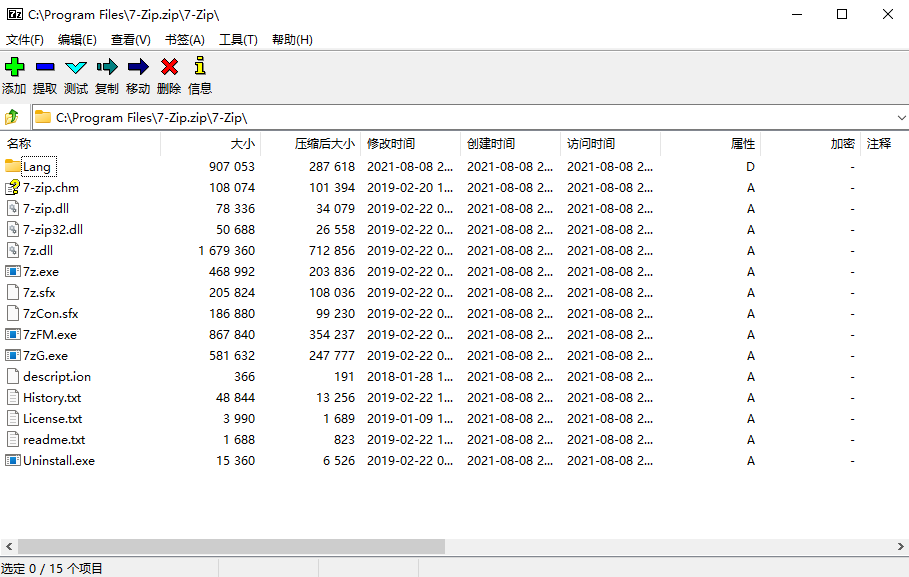 7z C:\Program Files\7-Zip.zip\7-Zip\
文件(F) 编辑(E) 查看(V) 书签(A) 工具(T) 帮助(H)
添加 提取 测试 复制 移动 删除 信息
C:\Program Files\7-Zip.zip\7-Zip\
名称 大小 压缩后大小 修改时间 创建时间 访问时间 属性 加密 注释
Lang 907 053 287 618 2021-08-08 2... 2021-08-08 2... 2021-08-08 2... D -
7-zip.chm 108 074 101 394 2019-02-20 1... 2021-08-08 2... 2021-08-08 2... A -
7-zip.dll 78 336 34 079 2019-02-22 0... 2021-08-08 2... 2021-08-08 2... A -
7-zip32.dll 50 688 26 558 2019-02-22 0... 2021-08-08 2... 2021-08-08 2... A -
7z.dll 1 679 360 712 856 2019-02-22 0... 2021-08-08 2... 2021-08-08 2... A -
7z.exe 468 992 203 836 2019-02-22 0... 2021-08-08 2... 2021-08-08 2... A -
7z.sfx 205 824 108 036 2019-02-22 0... 2021-08-08 2... 2021-08-08 2... A -
7zCon.sfx 186 880 99 230 2019-02-22 0... 2021-08-08 2... 2021-08-08 2... A -
7zFM.exe 867 840 354 237 2019-02-22 0... 2021-08-08 2... 2021-08-08 2... A -
7zG.exe 581 632 247 777 2019-02-22 0... 2021-08-08 2... 2021-08-08 2... A -
descript.ion 366 191 2018-01-28 1... 2021-08-08 2... 2021-08-08 2... A -
History.txt 48 844 13 256 2019-02-22 1... 2021-08-08 2... 2021-08-08 2... A -
License.txt 3 990 1 689 2019-01-09 1... 2021-08-08 2... 2021-08-08 2... A -
readme.txt 1 688 823 2019-02-22 1... 2021-08-08 2... 2021-08-08 2... A -
Uninstall.exe 15 360 6 526 2019-02-22 0... 2021-08-08 2... 2021-08-08 2... A -
选定 0 / 15 个项目